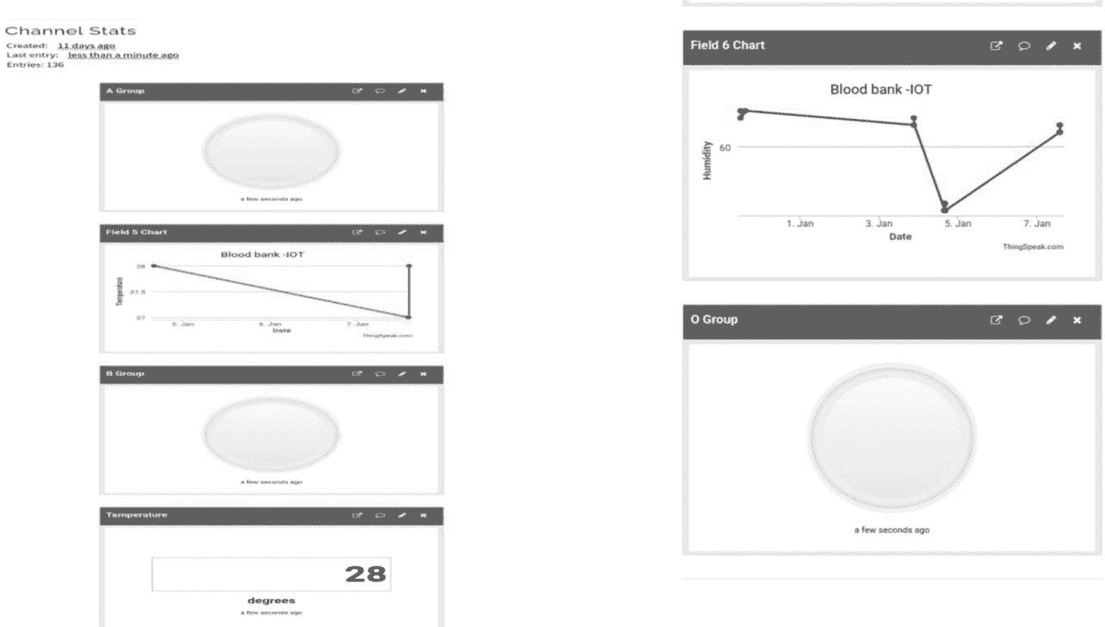 Channel Stats
Created: 11 days ago
Last entry: less than a minute ago
Entries: 136
A Group
a few seconds ago
Field 5 Chart
Blood bank -IOT
Temperature
28
27.5
27
5. Jan
6. Jan
7. Jan
Date
ThingSpeak.com
B Group
a few seconds ago
Temperature
28
degrees
a few seconds ago
Field 6 Chart
Blood bank -IOT
Humidity
60
1. Jan
3. Jan
5. Jan
7. Jan
Date
ThingSpeak.com
O Group
a few seconds ago